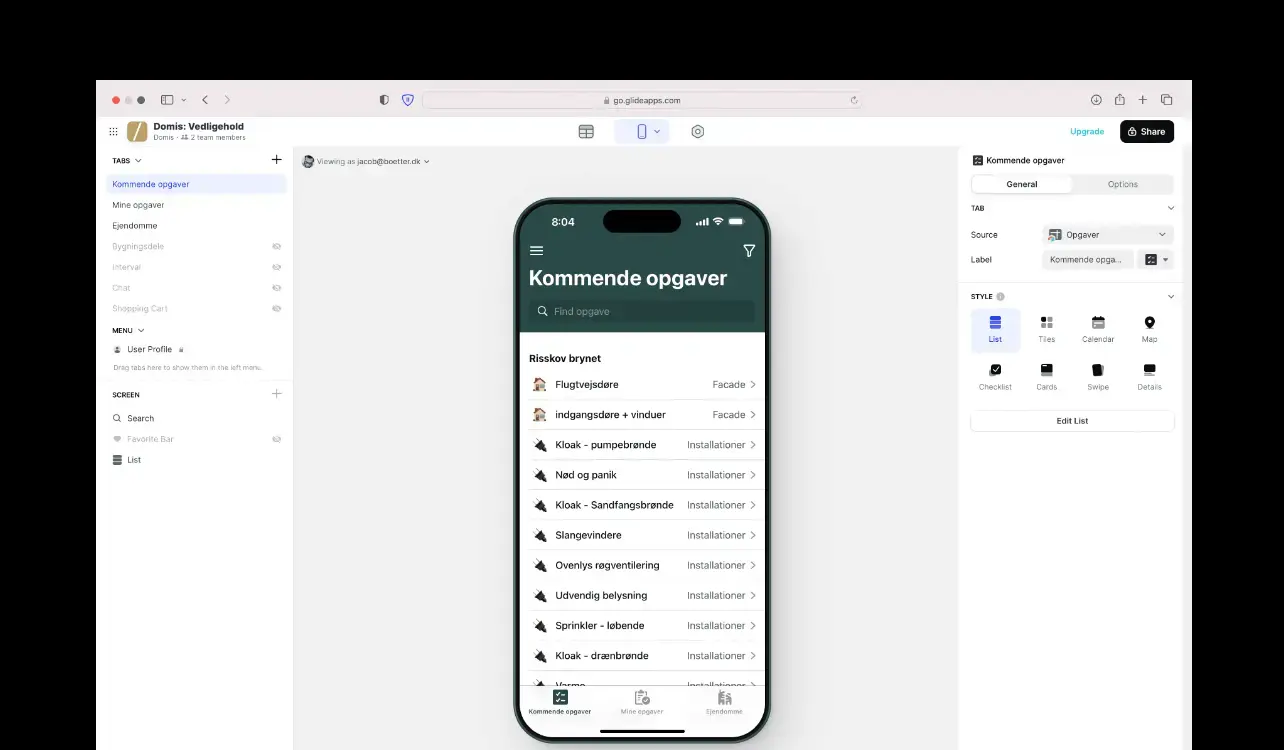 go.glideapps.com
Domis: Vedligehold
Domis · 2 team members
Upgrade
Share
TABS
Kommende opgaver
Mine opgaver
Ejendomme
Bygningsdele
Interval
Chat
Shopping Cart
MENU
User Profile
Drag tabs here to show them in the left menu.
SCREEN
Search
Favorite Bar
List
Viewing as jacob@boetter.dk
8:04
Kommende opgaver
Find opgave
Risskov brynet
Flugtvejsdøre Facade
indgangsdøre + vinduer Facade
Kloak - pumpebrønde Installationer
Nød og panik Installationer
Kloak - Sandfangsbrønde Installationer
Slangevindere Installationer
Ovenlys røgventilering Installationer
Udvendig belysning Installationer
Sprinkler - løbende Installationer
Kloak - drænbrønde Installationer
Varme Installationer
Kommende opgaver Mine opgaver Ejendomme
Kommende opgaver
General Options
TAB
Source Opgaver
Label Kommende opga...
STYLE
List Tiles Calendar Map
Checklist Cards Swipe Details
Edit List